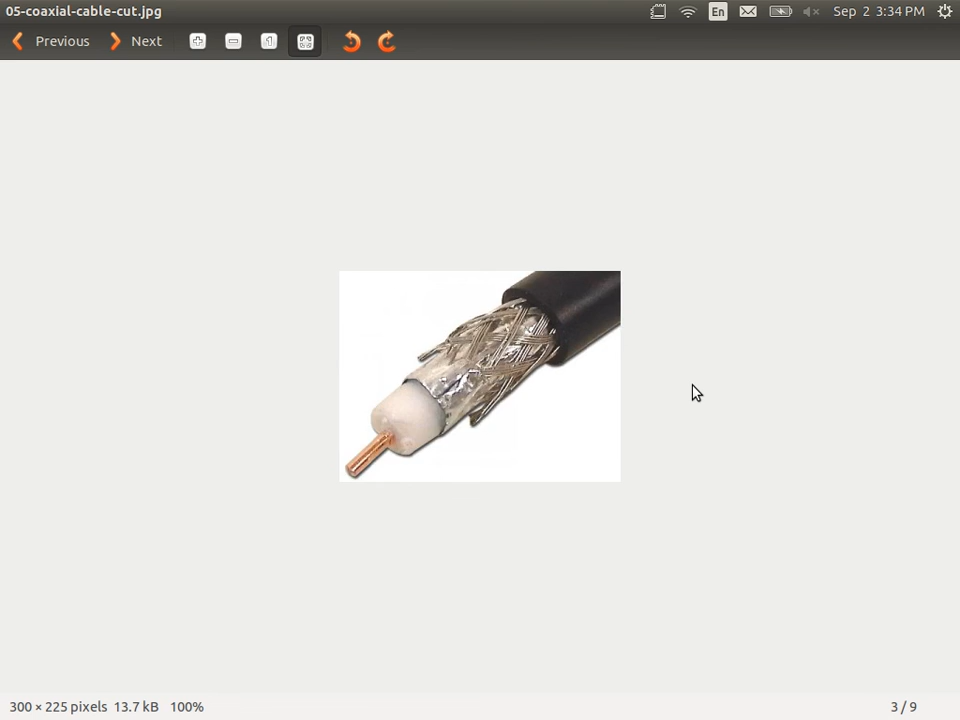 05-coaxial-cable-cut.jpg
En
Sep 2 3:34 PM
Previous
Next
300 × 225 pixels 13.7 kB 100%
3 / 9